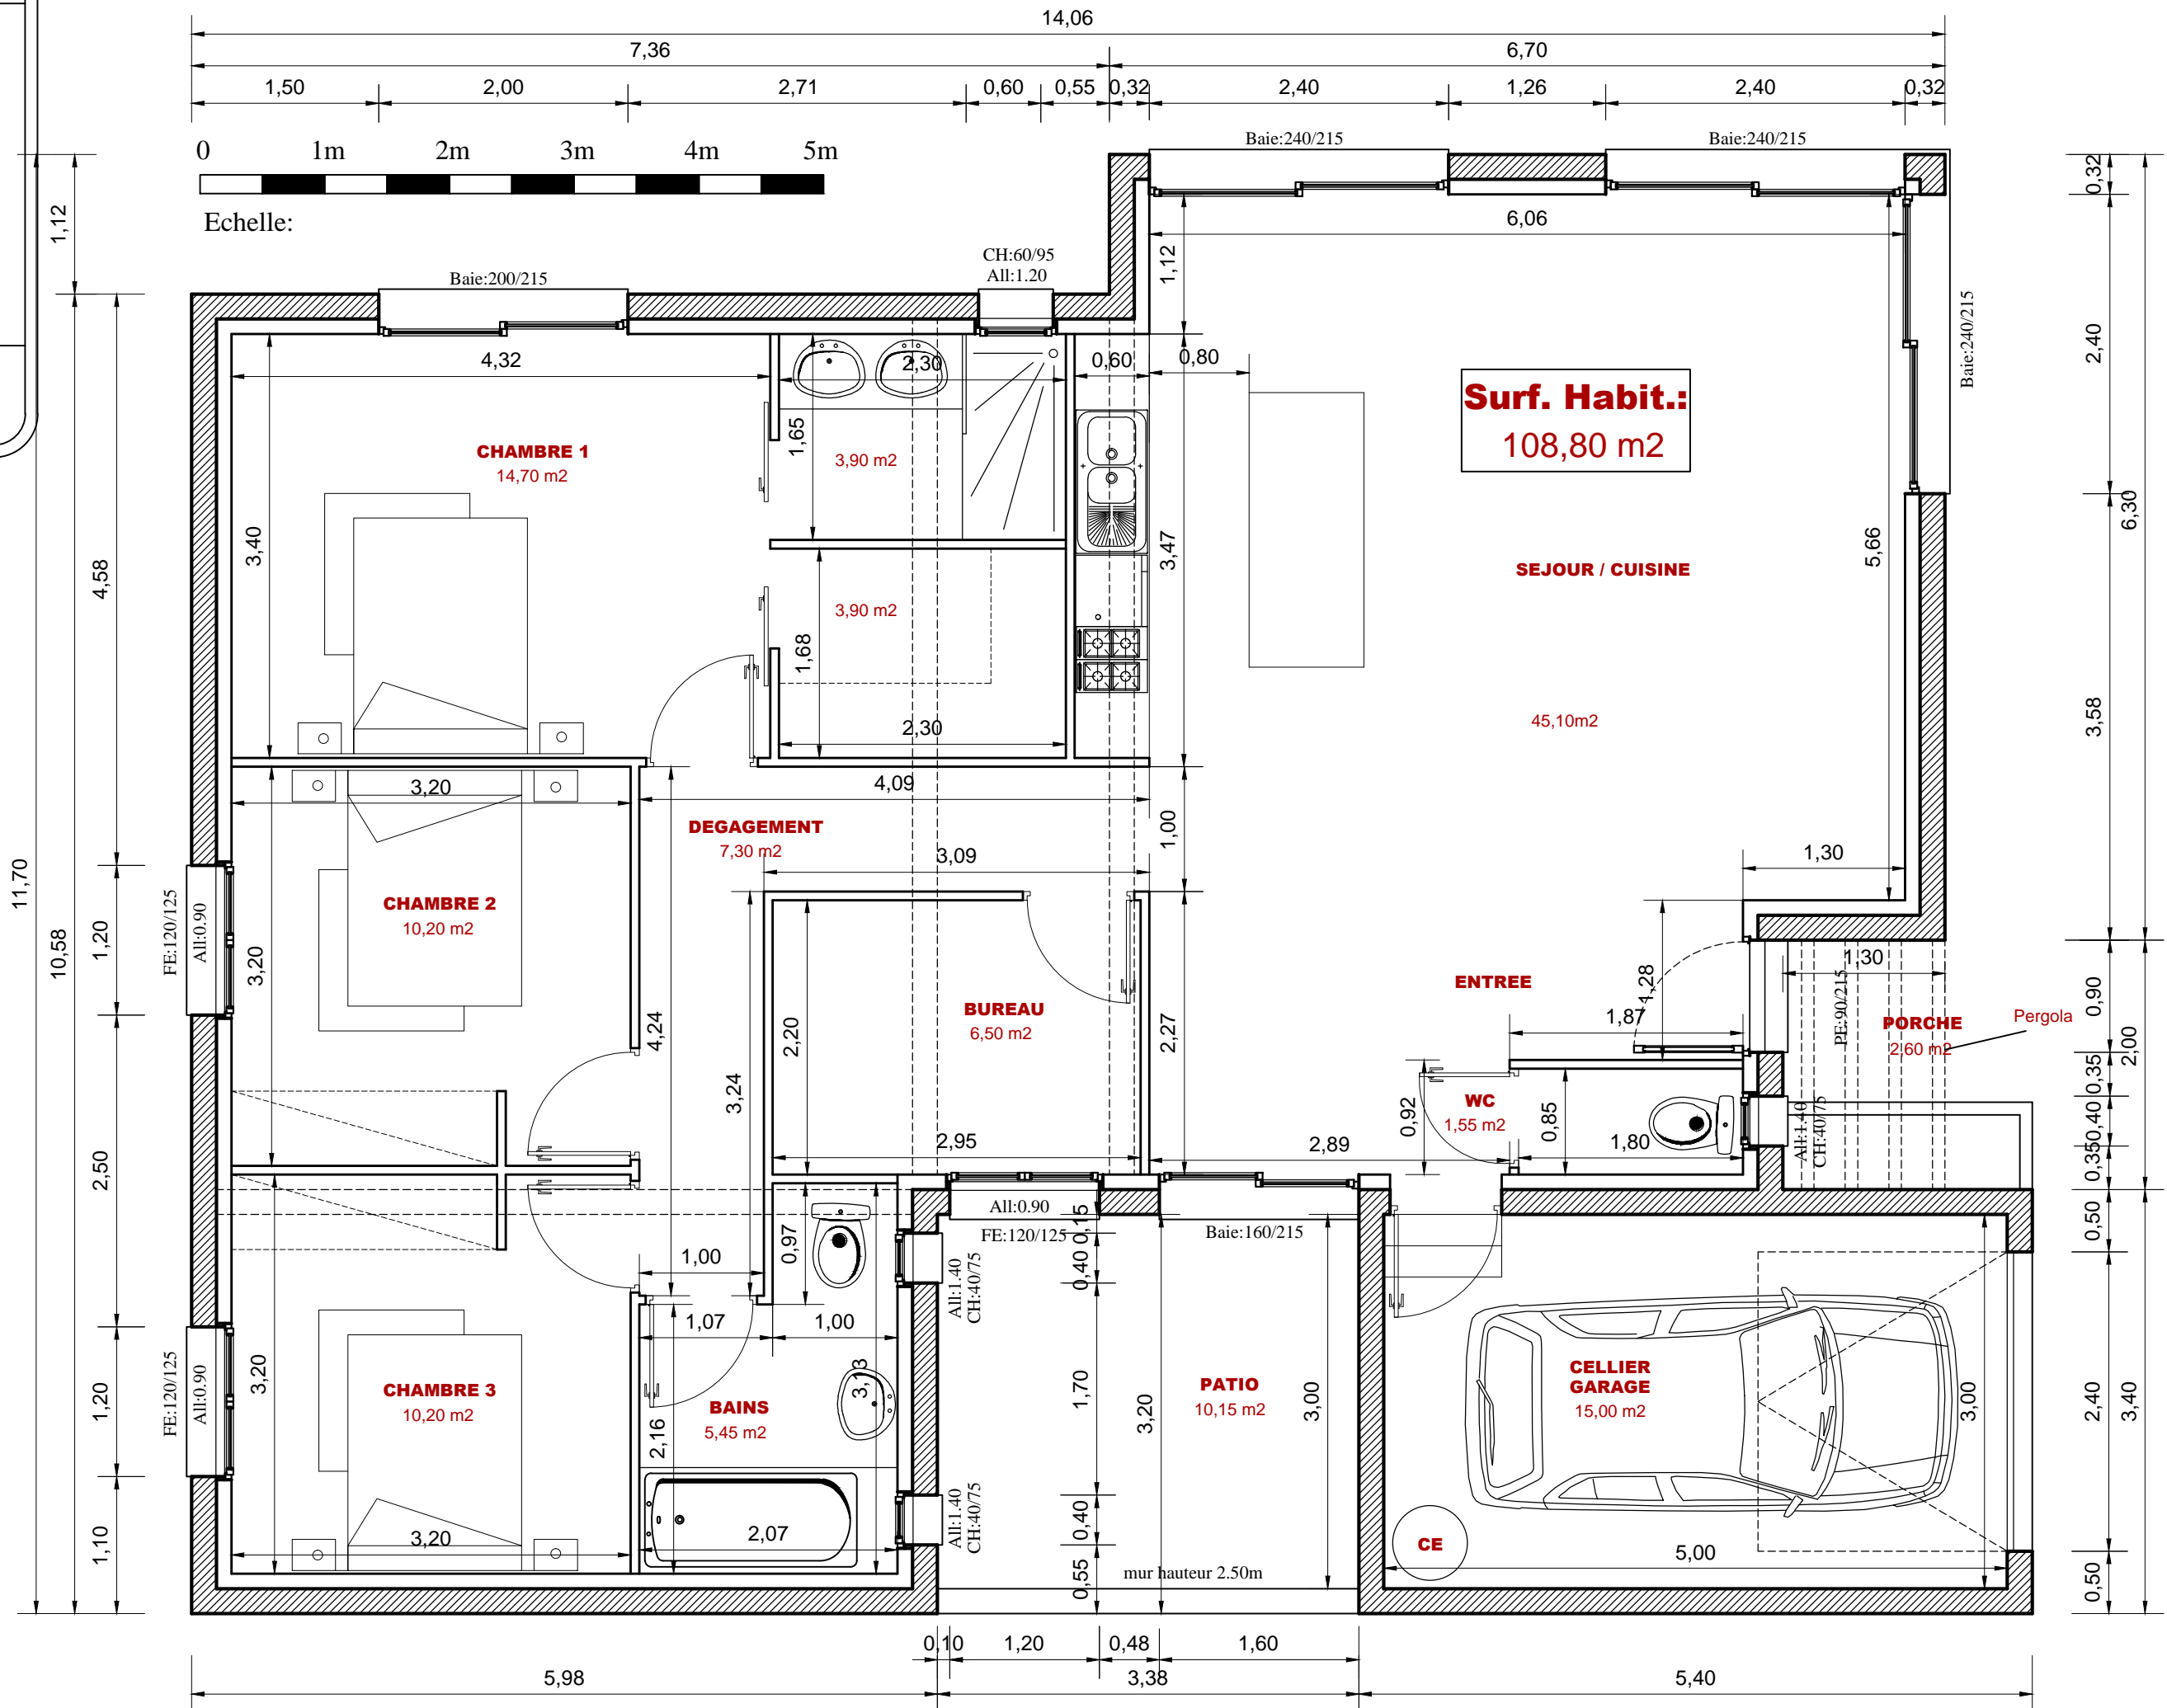 14,06
7,36 6,70
1,50 2,00 2,71 0,60 0,55 0,32 2,40 1,26 2,40 0,32
Baie:240/215 Baie:240/215
0 1m 2m 3m 4m 5m
Echelle:
1,12
0,32
6,06
1,12
CH:60/95
All:1.20
Baie:200/215
Baie:240/215
2,40
4,32
2,30
0,60
0,80
Surf. Habit.:
108,80 m2
CHAMBRE 1
14,70 m2
1,65
3,90 m2
3,40
3,47
5,66
6,30
4,58
SEJOUR / CUISINE
3,90 m2
1,68
45,10m2
3,58
2,30
3,20
4,09
DEGAGEMENT
7,30 m2
1,00
3,09
1,30
11,70
10,58
1,20
FE:120/125
All:0.90
CHAMBRE 2
10,20 m2
3,20
ENTREE
1,30
0,90
BUREAU
6,50 m2
1,28
1,87
PE:90/215
PORCHE
2,60 m2
Pergola
2,00
4,24
2,20
2,27
3,24
0,35
WC
1,55 m2
0,92
0,85
1,80
All:1.40
CH:40/75
0,40
0,35
2,50
2,95
2,89
All:0.90
FE:120/125
0,15
Baie:160/215
0,50
0,97
1,00
All:1.40
CH:40/75
0,40
1,07
1,00
3,20
FE:120/125
All:0.90
1,20
CHAMBRE 3
10,20 m2
BAINS
5,45 m2
3,13
2,16
1,70
3,20
PATIO
10,15 m2
3,00
CELLIER
GARAGE
15,00 m2
3,00
2,40
3,40
All:1.40
CH:40/75
0,40
1,10
3,20
2,07
CE
5,00
mur hauteur 2.50m
0,55
0,50
0,10 1,20 0,48 1,60
5,98 3,38 5,40